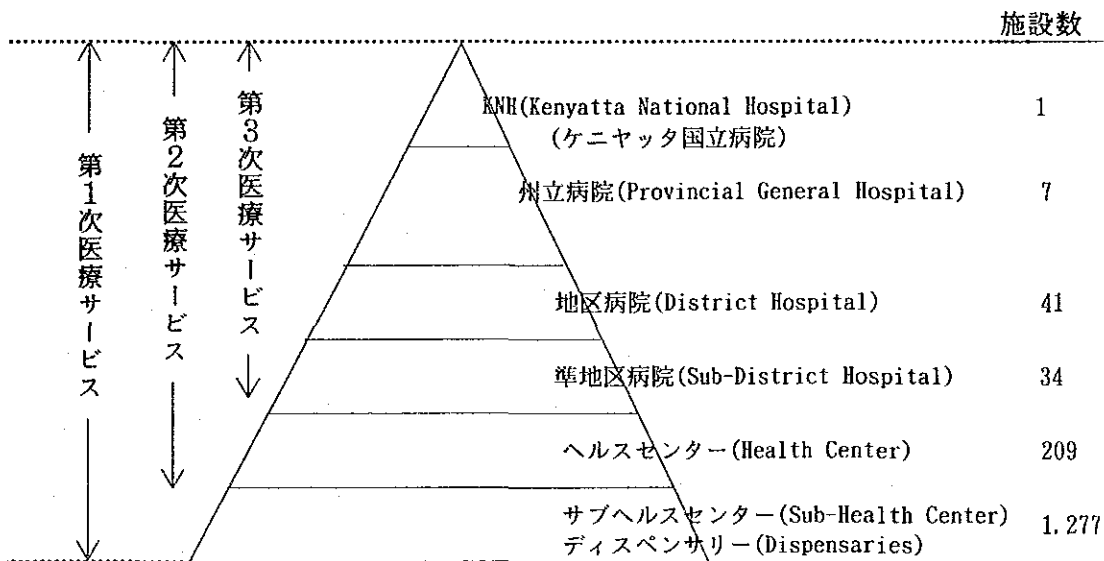 施設数
第1次医療サービス
第2次医療サービス
第3次医療サービス
KNH(Kenyatta National Hospital) 1
(ケニヤッタ国立病院)
州立病院(Provincial General Hospital) 7
地区病院(District Hospital) 41
準地区病院(Sub-District Hospital) 34
ヘルスセンター(Health Center) 209
サブヘルスセンター(Sub-Health Center) 1.277
ディスペンサリー(Dispensaries)